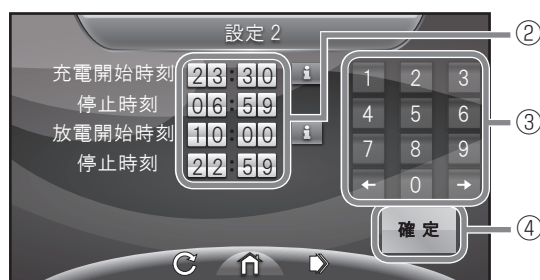 設定 2
充電開始時刻 23:30 i
停止時刻 06:59
放電開始時刻 10:00 i
停止時刻 22:59
1 2 3
4 5 6
7 8 9
← 0 →
確定
②
③
④